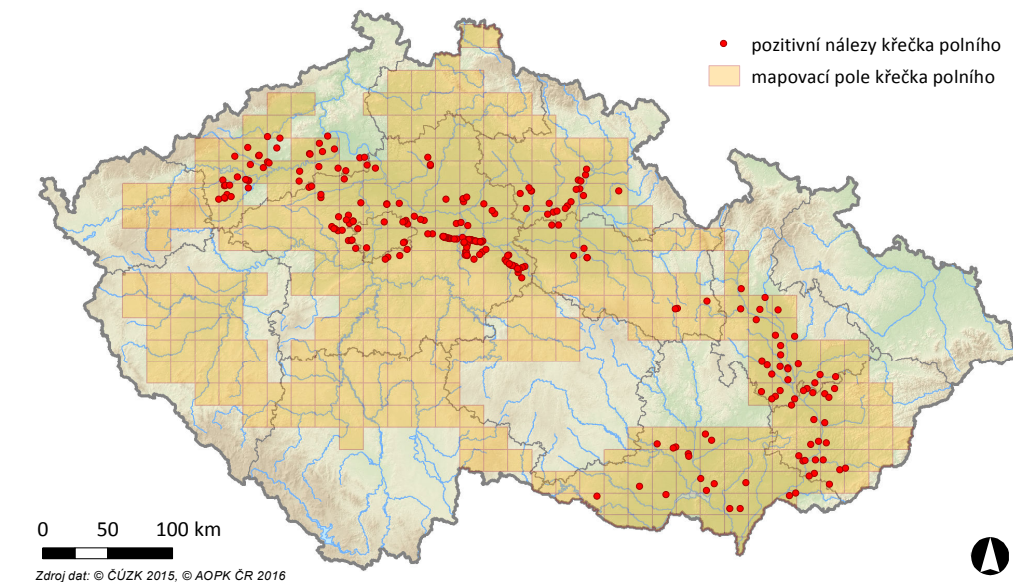 pozitivní nálezy křečka polního
mapovací pole křečka polního
0 50 100 km
Zdroj dat: © ČÚZK 2015, © AOPK ČR 2016